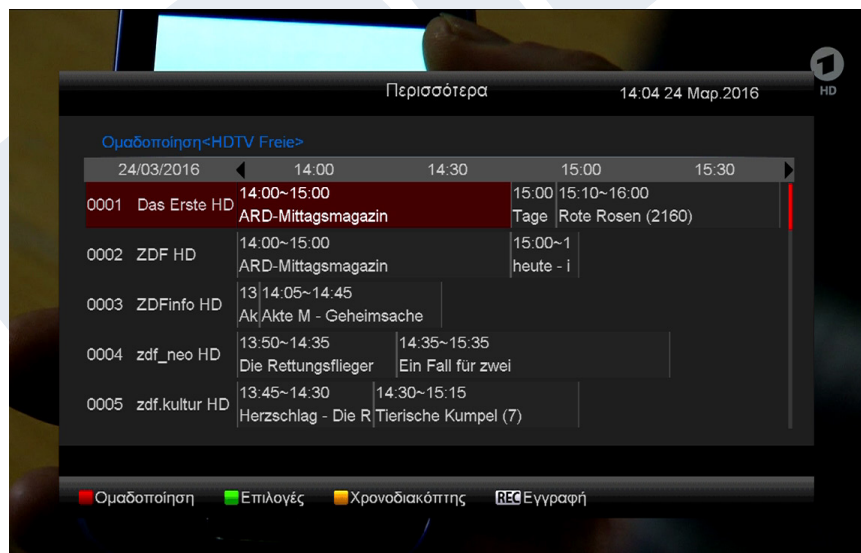 1
HD
Περισσότερα
14:04 24 Μαρ.2016
Ομαδοποίηση<HDTV Freie>
24/03/2016 14:00 14:30 15:00 15:30
0001 Das Erste HD
14:00~15:00 15:00 15:10~16:00
ARD-Mittagsmagazin Tage Rote Rosen (2160)
0002 ZDF HD
14:00~15:00 15:00~1
ARD-Mittagsmagazin heute - i
0003 ZDFinfo HD
13 14:05~14:45
Ak Akte M - Geheimsache
0004 zdf_neo HD
13:50~14:35 14:35~15:35
Die Rettungsflieger Ein Fall für zwei
0005 zdf.kultur HD
13:45~14:30 14:30~15:15
Herzschlag - Die R Tierische Kumpel (7)
Ομαδοποίηση Επιλογές Χρονοδιακόπτης REC Εγγραφή